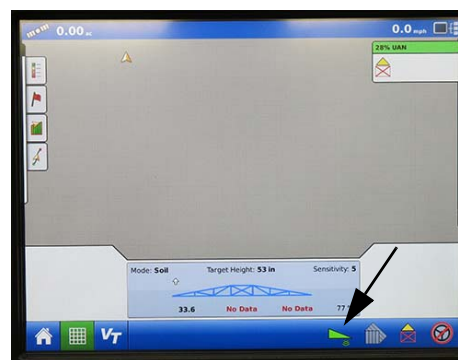 0.00 ac
0.0 mph
28% UAN
Mode: Soil Target Height: 53 in Sensitivity: 5
33.6 No Data No Data 77
VT